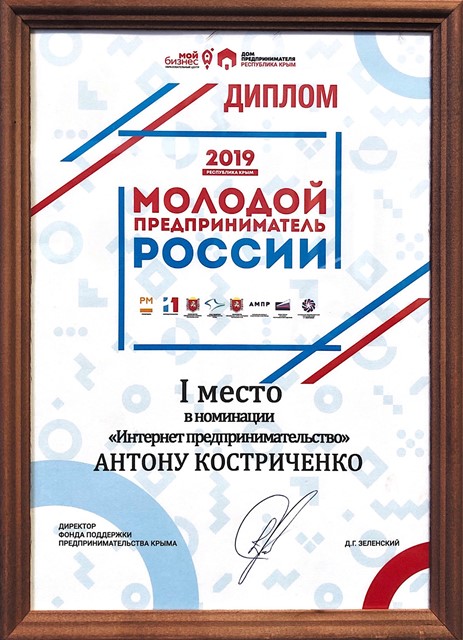 мой бизнес
ДОМ ПРЕДПРИНИМАТЕЛЯ
РЕСПУБЛИКА КРЫМ
ДИПЛОМ
2019
РЕСПУБЛИКА КРЫМ
МОЛОДОЙ
ПРЕДПРИНИМАТЕЛЬ
РОССИИ
РМ
АМПР
I место
в номинации
«Интернет предпринимательство»
АНТОНУ КОСТРИЧЕНКО
ДИРЕКТОР
ФОНДА ПОДДЕРЖКИ
ПРЕДПРИНИМАТЕЛЬСТВА КРЫМА
Д.Г. ЗЕЛЕНСКИЙ